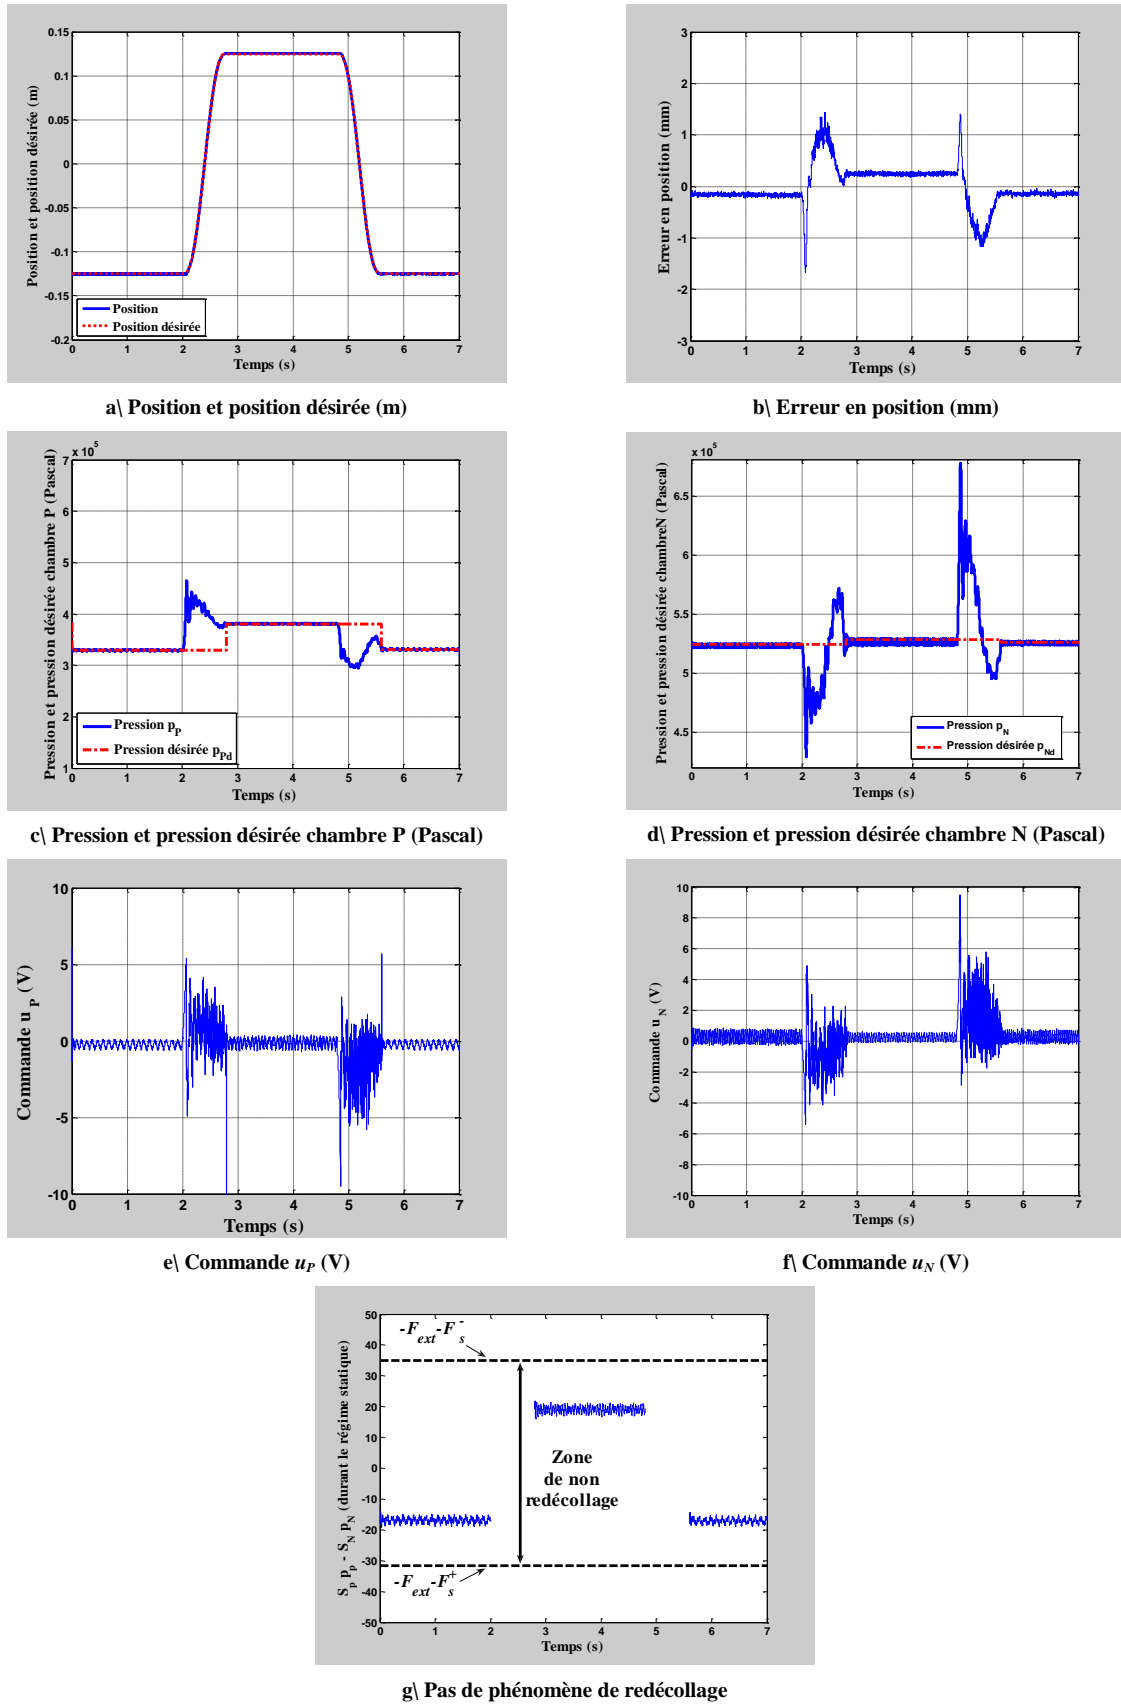 0.15
0.1
0.05
0
-0.05
-0.1
-0.15
-0.2
0 1 2 3 4 5 6 7
Position et position désirée (m)
Position
Position désirée
Temps (s)
a\ Position et position désirée (m)
3
2
1
0
-1
-2
-3
0 1 2 3 4 5 6 7
Erreur en position (mm)
Temps (s)
b\ Erreur en position (mm)
x 10^5
7
6
5
4
3
2
1
0 1 2 3 4 5 6 7
Pression et pression désirée chambre P (Pascal)
Pression p_P
Pression désirée p_Pd
Temps (s)
c\ Pression et pression désirée chambre P (Pascal)
x 10^5
6.5
6
5.5
5
4.5
0 1 2 3 4 5 6 7
Pression et pression désirée chambreN (Pascal)
Pression p_N
Pression désirée p_Nd
Temps (s)
d\ Pression et pression désirée chambre N (Pascal)
10
5
0
-5
-10
0 1 2 3 4 5 6 7
Commande u_P (V)
Temps (s)
e\ Commande u_P (V)
10
8
6
4
2
0
-2
-4
-6
-8
-10
0 1 2 3 4 5 6 7
Commande u_N (V)
Temps (s)
f\ Commande u_N (V)
50
40
30
20
10
0
-10
-20
-30
-40
-50
0 1 2 3 4 5 6 7
S_p p_p - S_N p_N (durant le régime statique)
-F_ext-F_s^-
Zone
de non
redécollage
-F_ext-F_s^+
Temps (s)
g\ Pas de phénomène de redécollage